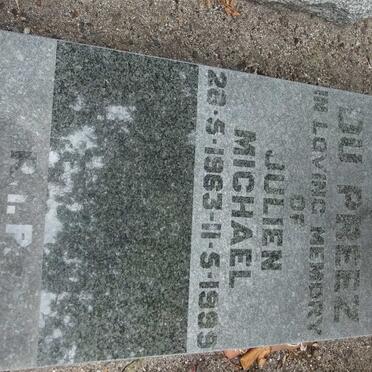 DU PREEZ
IN LOVING MEMORY
OF
JULIEN
MICHAEL
28·5·1963-11·5·1999
R.I.P.